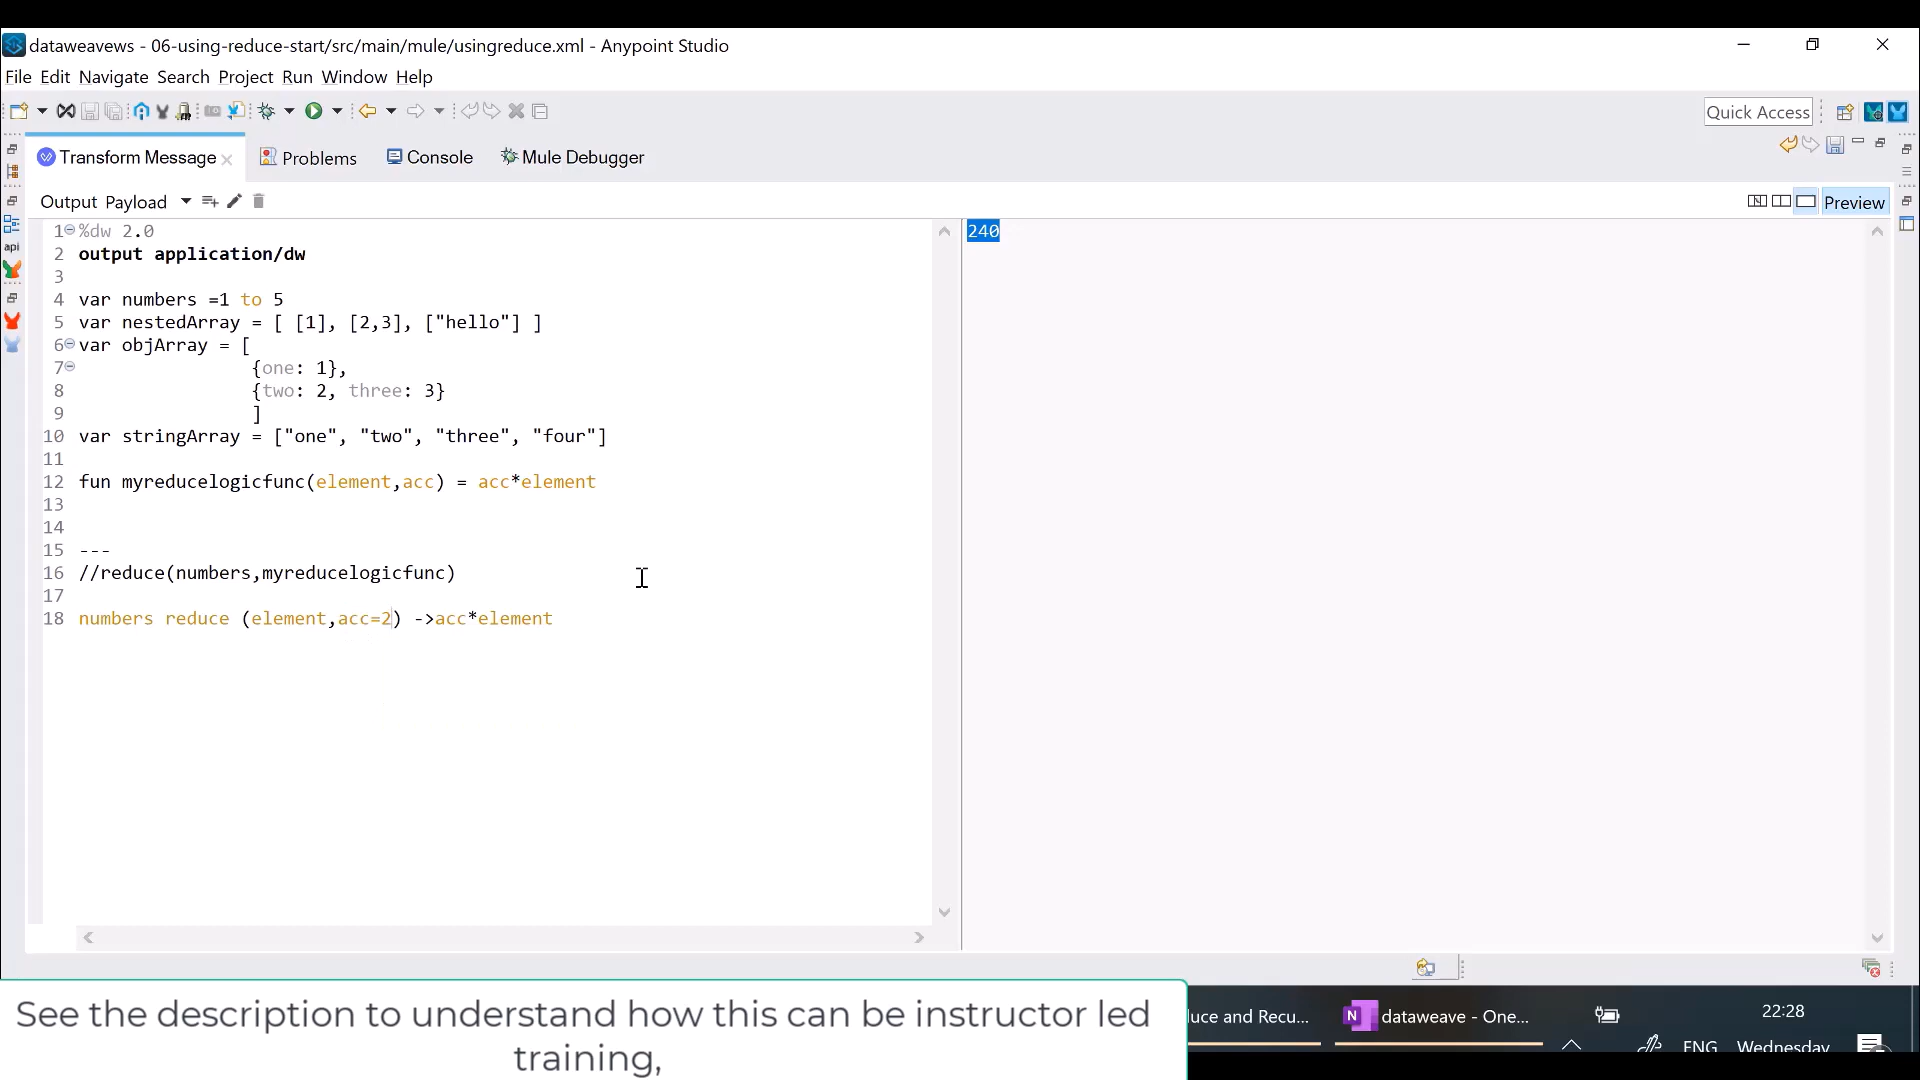 dataweavews - 06-using-reduce-start/src/main/mule/usingreduce.xml - Anypoint Studio
File Edit Navigate Search Project Run Window Help
Quick Access
Transform Message
Problems
Console
Mule Debugger
Output Payload
Preview
api
1 %dw 2.0
2 output application/dw
3
4 var numbers =1 to 5
5 var nestedArray = [ [1], [2,3], ["hello"] ]
6 var objArray = [
7 {one: 1},
8 {two: 2, three: 3}
9 ]
10 var stringArray = ["one", "two", "three", "four"]
11
12 fun myreducelogicfunc(element,acc) = acc*element
13
14
15 ---
16 //reduce(numbers,myreducelogicfunc)
17
18 numbers reduce (element,acc=2) ->acc*element
240
See the description to understand how this can be instructor led
training,
uce and Recu...
N
dataweave - One...
22:28
ENG
Wednesday